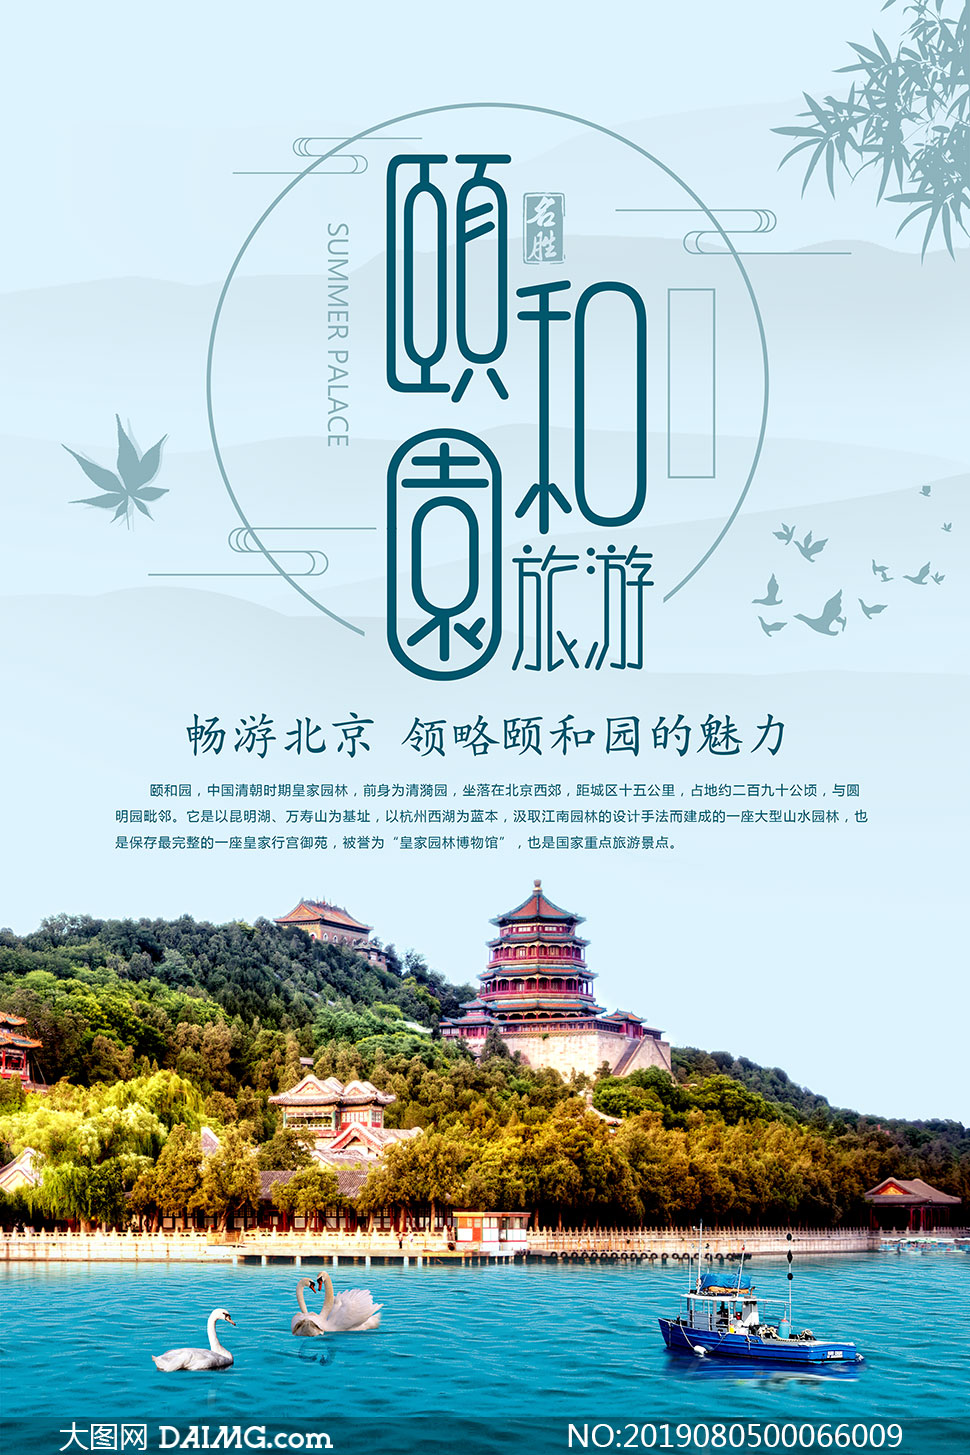 SUMMER PALACE
頤和園
名胜
旅游
畅游北京 领略颐和园的魅力
颐和园，中国清朝时期皇家园林，前身为清漪园，坐落在北京西郊，距城区十五公里，占地约二百九十公顷，与圆
明园毗邻。它是以昆明湖、万寿山为基址，以杭州西湖为蓝本，汲取江南园林的设计手法而建成的一座大型山水园林，也
是保存最完整的一座皇家行宫御苑，被誉为“皇家园林博物馆”，也是国家重点旅游景点。
大图网 DAIMG.com
NO:20190805000660​09